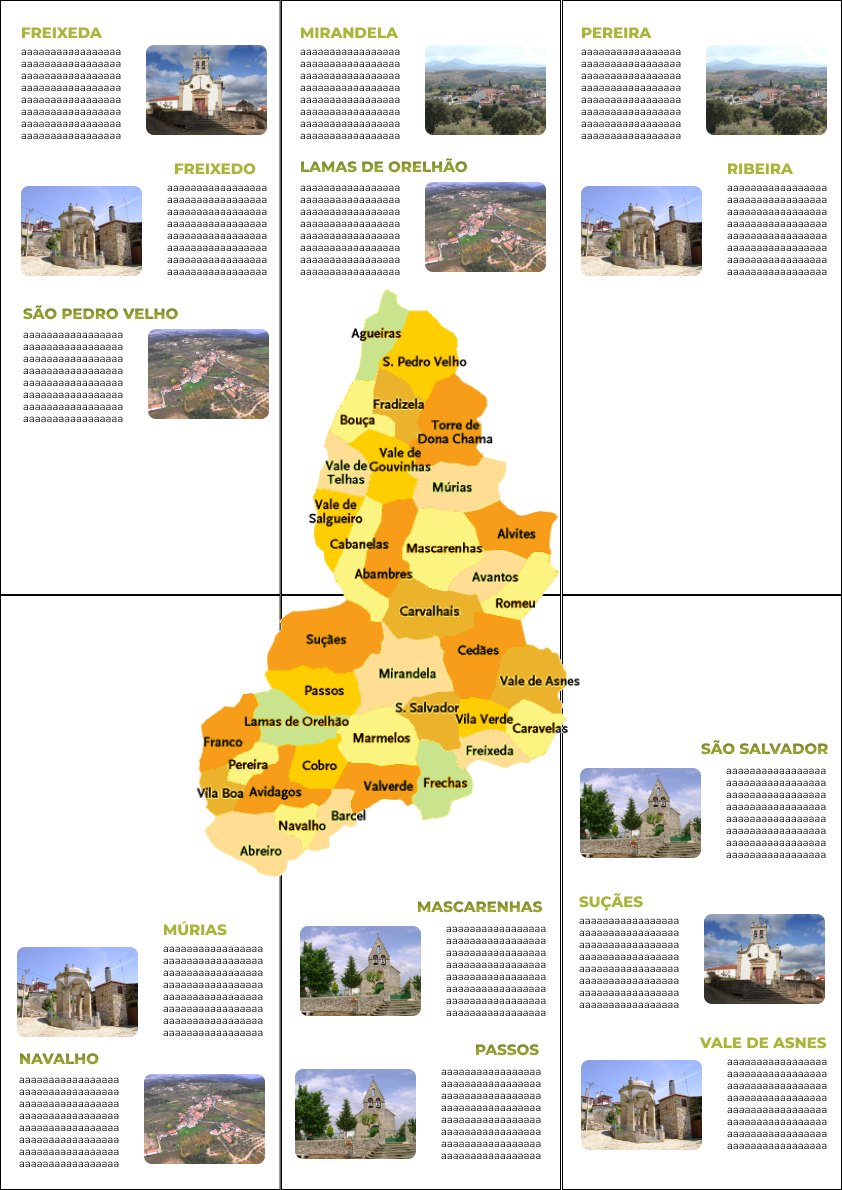 FREIXEDA
aaaaaaaaaaaaaaaaa
aaaaaaaaaaaaaaaaa
aaaaaaaaaaaaaaaaa
aaaaaaaaaaaaaaaaa
aaaaaaaaaaaaaaaaa
aaaaaaaaaaaaaaaaa
aaaaaaaaaaaaaaaaa
aaaaaaaaaaaaaaaaa
FREIXEDO
aaaaaaaaaaaaaaaaa
aaaaaaaaaaaaaaaaa
aaaaaaaaaaaaaaaaa
aaaaaaaaaaaaaaaaa
aaaaaaaaaaaaaaaaa
aaaaaaaaaaaaaaaaa
aaaaaaaaaaaaaaaaa
aaaaaaaaaaaaaaaaa
SÃO PEDRO VELHO
aaaaaaaaaaaaaaaaa
aaaaaaaaaaaaaaaaa
aaaaaaaaaaaaaaaaa
aaaaaaaaaaaaaaaaa
aaaaaaaaaaaaaaaaa
aaaaaaaaaaaaaaaaa
aaaaaaaaaaaaaaaaa
aaaaaaaaaaaaaaaaa
MIRANDELA
aaaaaaaaaaaaaaaaa
aaaaaaaaaaaaaaaaa
aaaaaaaaaaaaaaaaa
aaaaaaaaaaaaaaaaa
aaaaaaaaaaaaaaaaa
aaaaaaaaaaaaaaaaa
aaaaaaaaaaaaaaaaa
aaaaaaaaaaaaaaaaa
LAMAS DE ORELHÃO
aaaaaaaaaaaaaaaaa
aaaaaaaaaaaaaaaaa
aaaaaaaaaaaaaaaaa
aaaaaaaaaaaaaaaaa
aaaaaaaaaaaaaaaaa
aaaaaaaaaaaaaaaaa
aaaaaaaaaaaaaaaaa
aaaaaaaaaaaaaaaaa
PEREIRA
aaaaaaaaaaaaaaaaa
aaaaaaaaaaaaaaaaa
aaaaaaaaaaaaaaaaa
aaaaaaaaaaaaaaaaa
aaaaaaaaaaaaaaaaa
aaaaaaaaaaaaaaaaa
aaaaaaaaaaaaaaaaa
aaaaaaaaaaaaaaaaa
RIBEIRA
aaaaaaaaaaaaaaaaa
aaaaaaaaaaaaaaaaa
aaaaaaaaaaaaaaaaa
aaaaaaaaaaaaaaaaa
aaaaaaaaaaaaaaaaa
aaaaaaaaaaaaaaaaa
aaaaaaaaaaaaaaaaa
aaaaaaaaaaaaaaaaa
Agueiras
S. Pedro Velho
Fradizela
Bouça
Torre de
Dona Chama
Vale de
Gouvinhas
Vale de
Telhas
Múrias
Vale de
Salgueiro
Alvites
Cabanelas
Mascarenhas
Abambres
Avantos
Romeu
Carvalhais
Suçães
Cedães
Mirandela
Vale de Asnes
Passos
S. Salvador
Lamas de Orelhão
Vila Verde
Caravelas
Franco
Marmelos
Freixeda
Pereira
Cobro
Frechas
Valverde
Vila Boa
Avidagos
Barcel
Navalho
Abreiro
MÚRIAS
aaaaaaaaaaaaaaaaa
aaaaaaaaaaaaaaaaa
aaaaaaaaaaaaaaaaa
aaaaaaaaaaaaaaaaa
aaaaaaaaaaaaaaaaa
aaaaaaaaaaaaaaaaa
aaaaaaaaaaaaaaaaa
aaaaaaaaaaaaaaaaa
NAVALHO
aaaaaaaaaaaaaaaaa
aaaaaaaaaaaaaaaaa
aaaaaaaaaaaaaaaaa
aaaaaaaaaaaaaaaaa
aaaaaaaaaaaaaaaaa
aaaaaaaaaaaaaaaaa
aaaaaaaaaaaaaaaaa
aaaaaaaaaaaaaaaaa
MASCARENHAS
aaaaaaaaaaaaaaaaa
aaaaaaaaaaaaaaaaa
aaaaaaaaaaaaaaaaa
aaaaaaaaaaaaaaaaa
aaaaaaaaaaaaaaaaa
aaaaaaaaaaaaaaaaa
aaaaaaaaaaaaaaaaa
aaaaaaaaaaaaaaaaa
PASSOS
aaaaaaaaaaaaaaaaa
aaaaaaaaaaaaaaaaa
aaaaaaaaaaaaaaaaa
aaaaaaaaaaaaaaaaa
aaaaaaaaaaaaaaaaa
aaaaaaaaaaaaaaaaa
aaaaaaaaaaaaaaaaa
aaaaaaaaaaaaaaaaa
SÃO SALVADOR
aaaaaaaaaaaaaaaaa
aaaaaaaaaaaaaaaaa
aaaaaaaaaaaaaaaaa
aaaaaaaaaaaaaaaaa
aaaaaaaaaaaaaaaaa
aaaaaaaaaaaaaaaaa
aaaaaaaaaaaaaaaaa
aaaaaaaaaaaaaaaaa
SUÇÃES
aaaaaaaaaaaaaaaaa
aaaaaaaaaaaaaaaaa
aaaaaaaaaaaaaaaaa
aaaaaaaaaaaaaaaaa
aaaaaaaaaaaaaaaaa
aaaaaaaaaaaaaaaaa
aaaaaaaaaaaaaaaaa
aaaaaaaaaaaaaaaaa
VALE DE ASNES
aaaaaaaaaaaaaaaaa
aaaaaaaaaaaaaaaaa
aaaaaaaaaaaaaaaaa
aaaaaaaaaaaaaaaaa
aaaaaaaaaaaaaaaaa
aaaaaaaaaaaaaaaaa
aaaaaaaaaaaaaaaaa
aaaaaaaaaaaaaaaaa